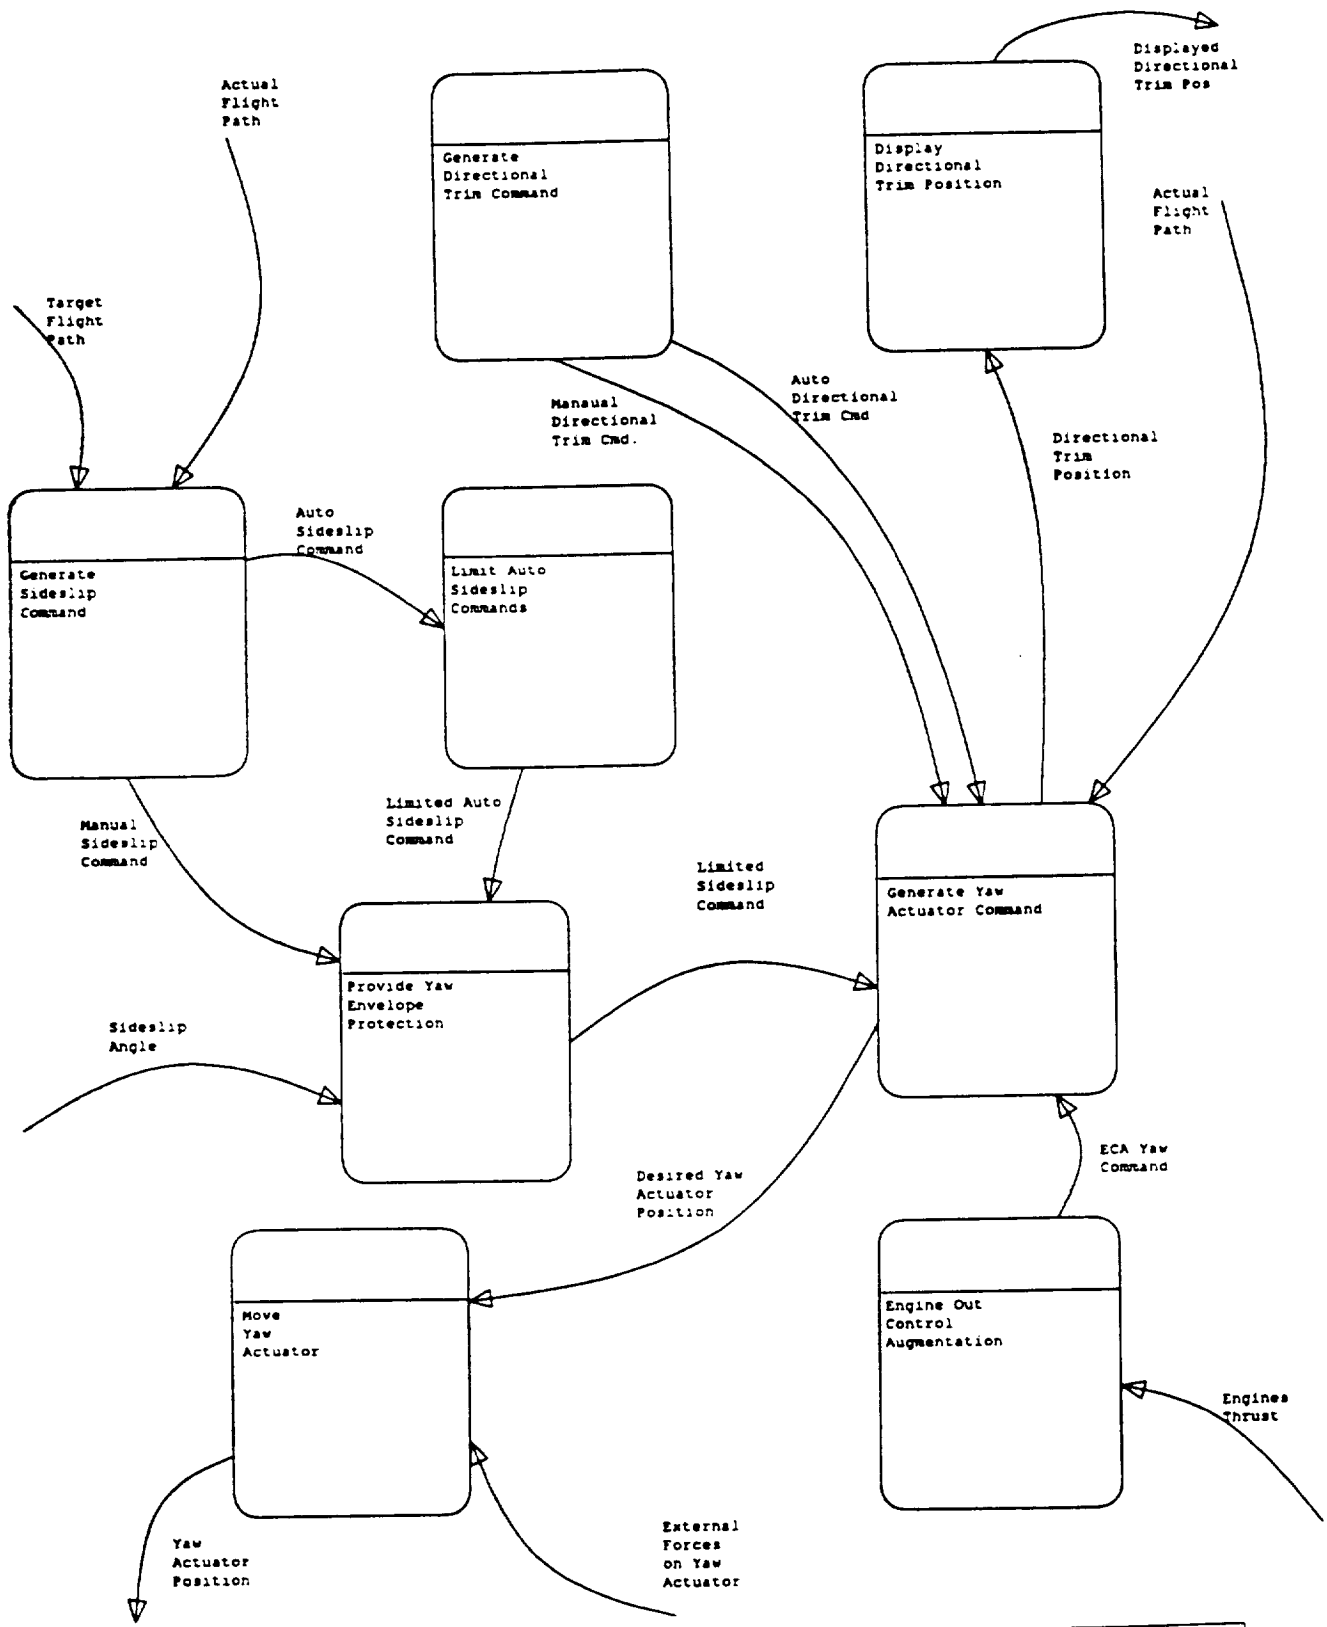 Displayed
Directional
Trim Pos
Actual
Flight
Path
Generate
Directional
Trim Command
Display
Directional
Trim Position
Actual
Flight
Path
Target
Flight
Path
Auto
Directional
Trim Cmd
Manaual
Directional
Trim Cmd.
Directional
Trim
Position
Auto
Sideslip
Command
Generate
Sideslip
Command
Limit Auto
Sideslip
Commands
Limited Auto
Sideslip
Command
Manual
Sideslip
Command
Limited
Sideslip
Command
Generate Yaw
Actuator Command
Provide Yaw
Envelope
Protection
Sideslip
Angle
ECA Yaw
Command
Desired Yaw
Actuator
Position
Move
Yaw
Actuator
Engine Out
Control
Augmentation
Engines
Thrust
External
Forces
on Yaw
Actuator
Yaw
Actuator
Position